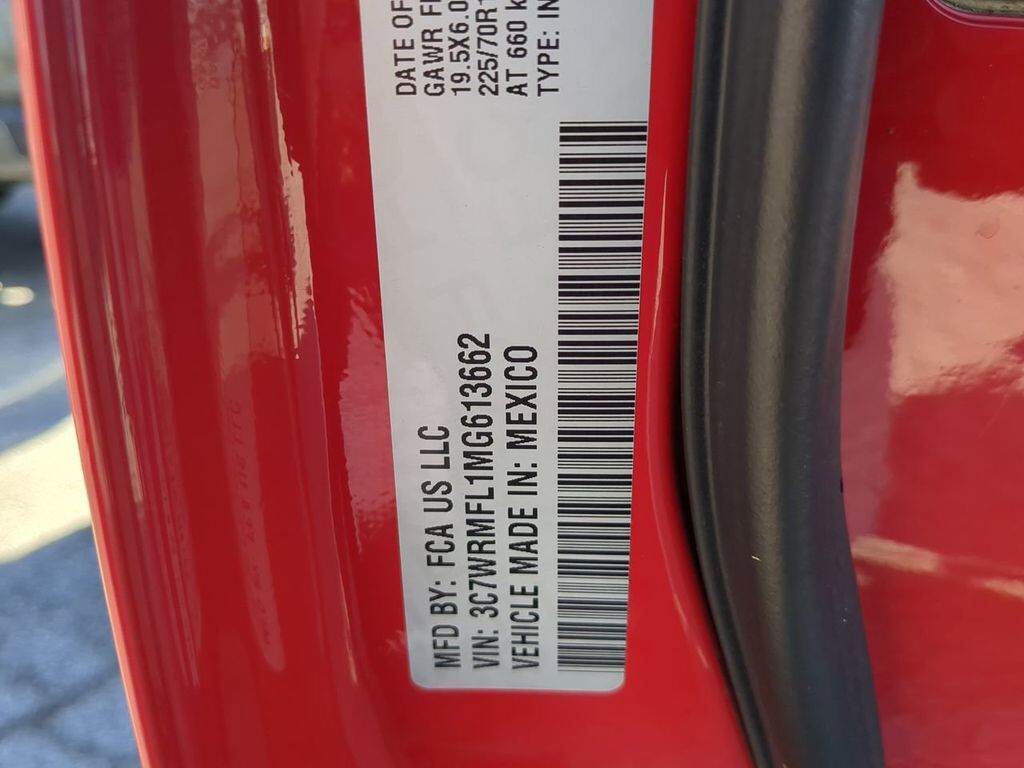 DATE OF
GAWR
19.5X6.0
225/70R1
AT 660
TYPE: IN
MFD BY: FCA US LLC
VIN: 3C7WRMFL1MG613662
VEHICLE MADE IN: MEXICO